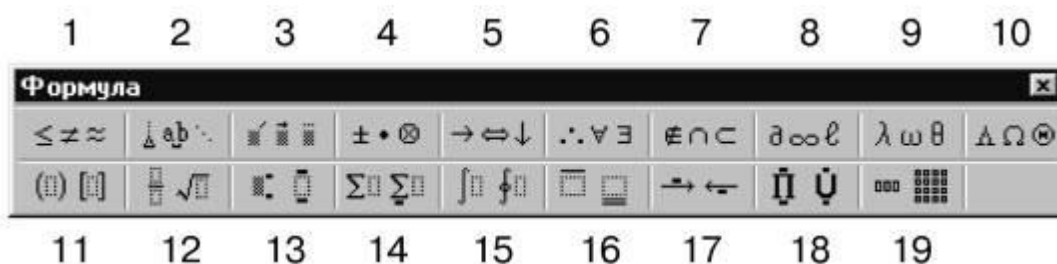 1 2 3 4 5 6 7 8 9 10
Формула
≤ ≠ ≈ a͟b ⋱ ± • ⊗ → ⇔ ↓ ∴ ∀ ∃ ∉ ∩ ⊂ ∂ ∞ ℓ λ ω θ Λ Ω Θ
(▯) [▯] √▯ Σ▯ Σ▯ ∫▯ ∮▯ → ← Π Ụ
11 12 13 14 15 16 17 18 19